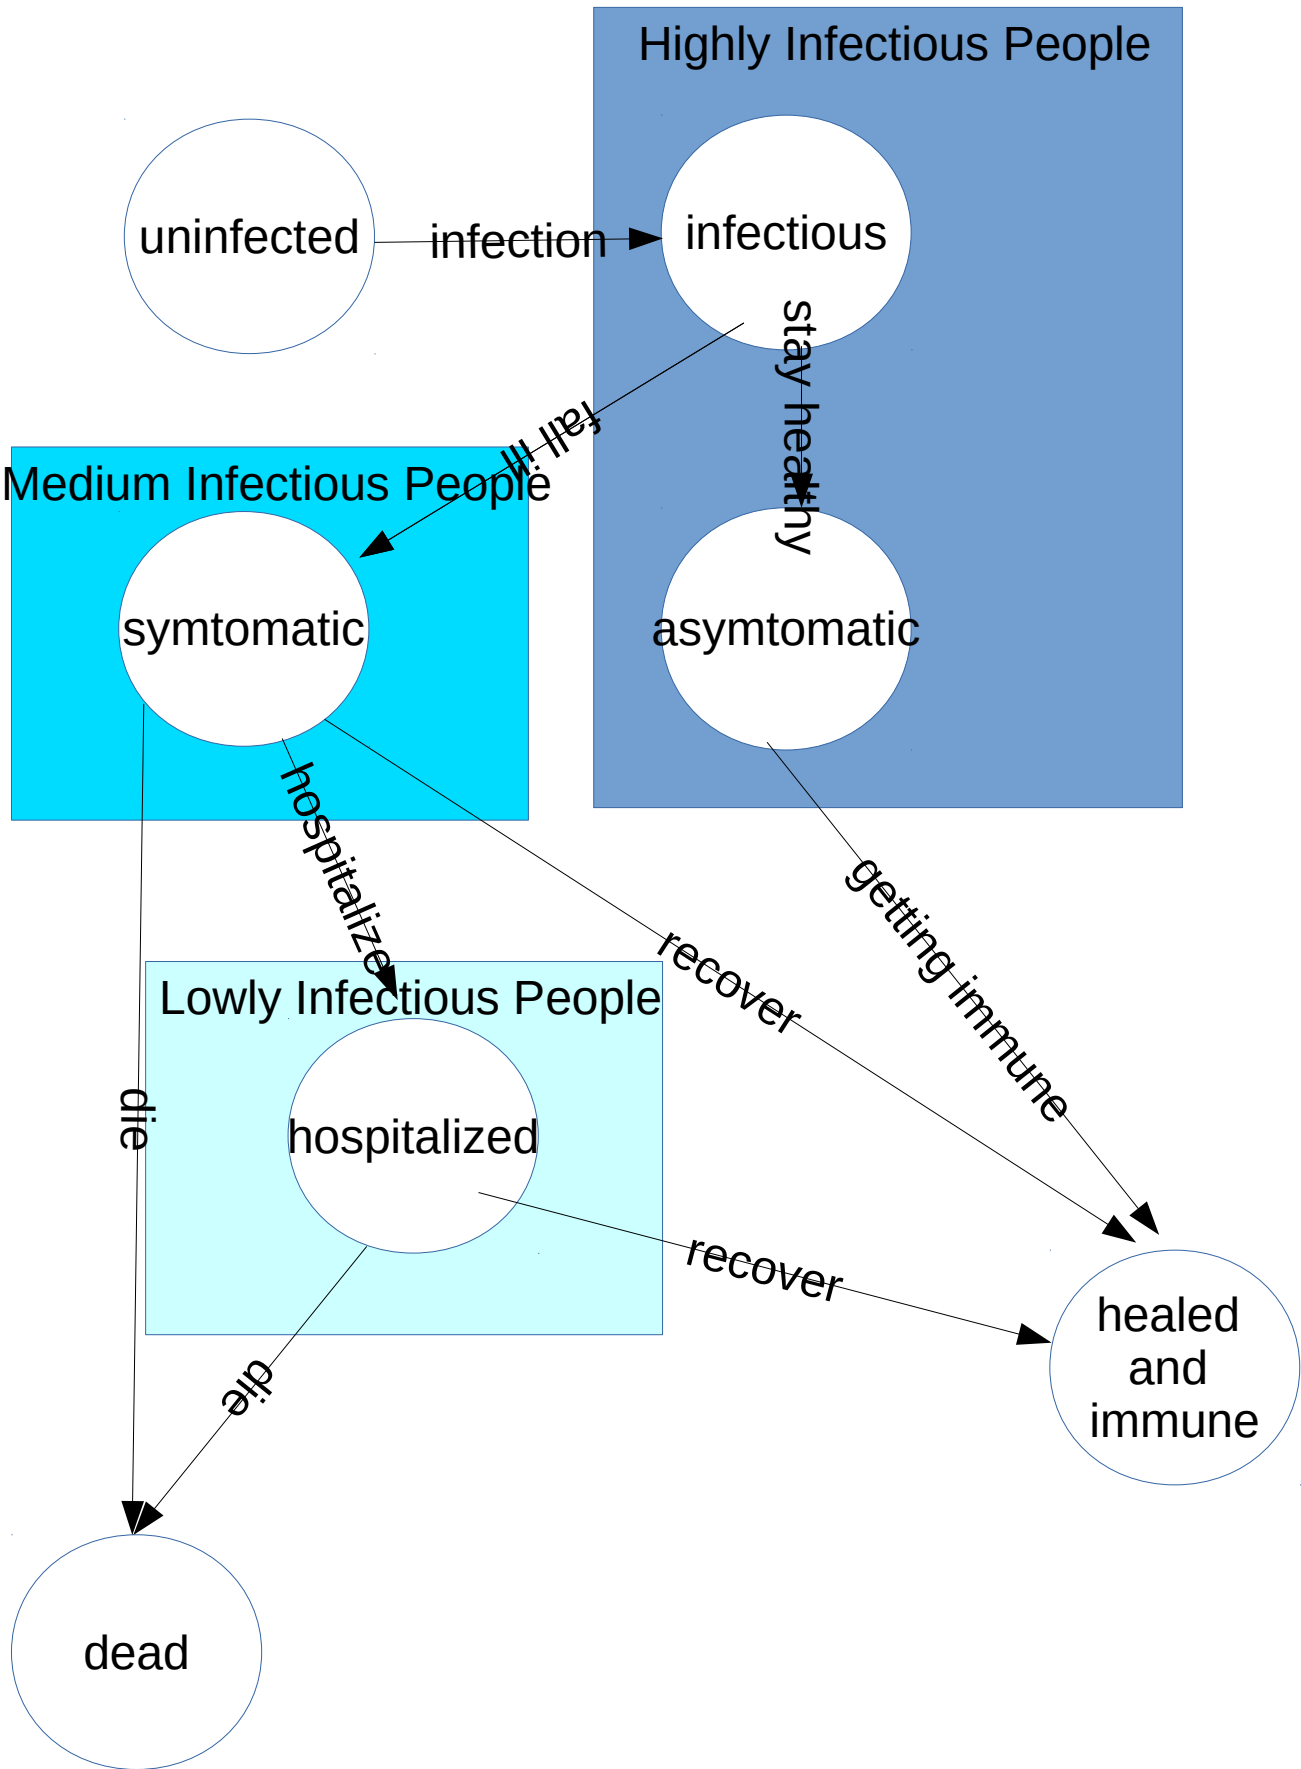 Highly Infectious People
uninfected
infection
infectious
stay healthy
fall ill
Medium Infectious People
symtomatic
asymtomatic
hospitalize
recover
getting immune
Lowly Infectious People
die
hospitalized
recover
healed
and
immune
die
dead